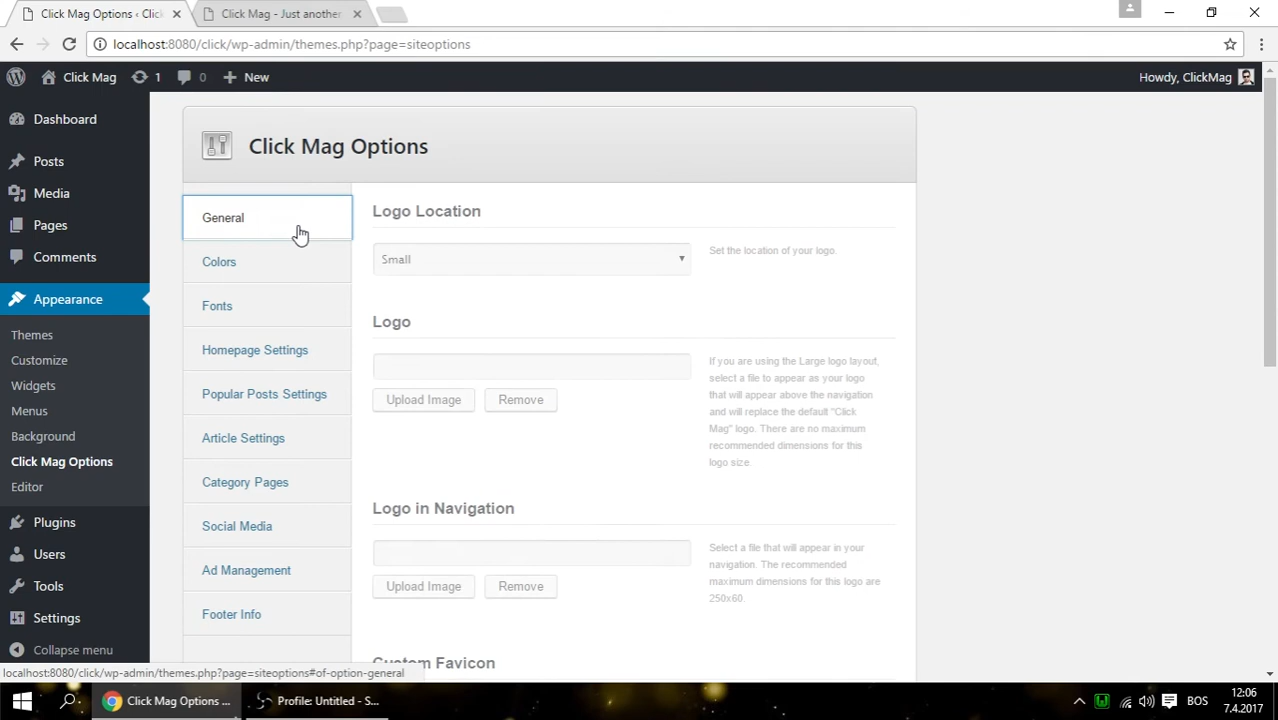 Click Mag Options ‹ Clic
Click Mag - Just another
localhost:8080/click/wp-admin/themes.php?page=siteoptions
Click Mag
1
0
New
Howdy, ClickMag
Dashboard
Posts
Media
Pages
Comments
Appearance
Themes
Customize
Widgets
Menus
Background
Click Mag Options
Editor
Plugins
Users
Tools
Settings
Collapse menu
Click Mag Options
General
Colors
Fonts
Homepage Settings
Popular Posts Settings
Article Settings
Category Pages
Social Media
Ad Management
Footer Info
Logo Location
Small
Set the location of your logo.
Logo
Upload Image
Remove
If you are using the Large logo layout,
select a file to appear as your logo
that will appear above the navigation
and will replace the default "Click
Mag" logo. There are no maximum
recommended dimensions for this
logo size.
Logo in Navigation
Upload Image
Remove
Select a file that will appear in your
navigation. The recommended
maximum dimensions for this logo are
250x60.
Custom Favicon
localhost:8080/click/wp-admin/themes.php?page=siteoptions#of-option-general
Click Mag Options ...
Profile: Untitled - S...
BOS
12:06
7.4.2017